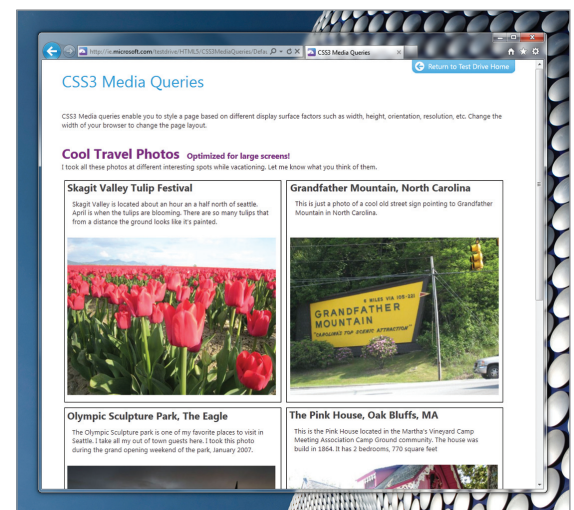 http://ie.microsoft.com/testdrive/HTML5/CSS3MediaQueries/Defau
CSS3 Media Queries
Return to Test Drive Home
CSS3 Media Queries
CSS3 Media queries enable you to style a page based on different display surface factors such as width, height, orientation, resolution, etc. Change the
width of your browser to change the page layout.
Cool Travel Photos Optimized for large screens!
I took all these photos at different interesting spots while vacationing. Let me know what you think of them.
Skagit Valley Tulip Festival
Skagit Valley is located about an hour an a half north of seattle.
April is when the tulips are blooming. There are so many tulips that
from a distance the ground looks like it's painted.
Grandfather Mountain, North Carolina
This is just a photo of a cool old street sign pointing to Grandfather
Mountain in North Carolina.
6 MILES VIA 105-221
GRANDFATHER
MOUNTAIN
"CAROLINA'S TOP SCENIC ATTRACTION"
Olympic Sculpture Park, The Eagle
The Olympic Sculpture Park is one of my favorite places to visit in
Seattle. I take all my out of town guests here. I took this photo
during the grand opening weekend of the park, January 2007.
The Pink House, Oak Bluffs, MA
This is the Pink House located in the Martha's Vineyard Camp
Meeting Association Camp Ground community. The house was
build in 1864. It has 2 bedrooms, 770 square feet